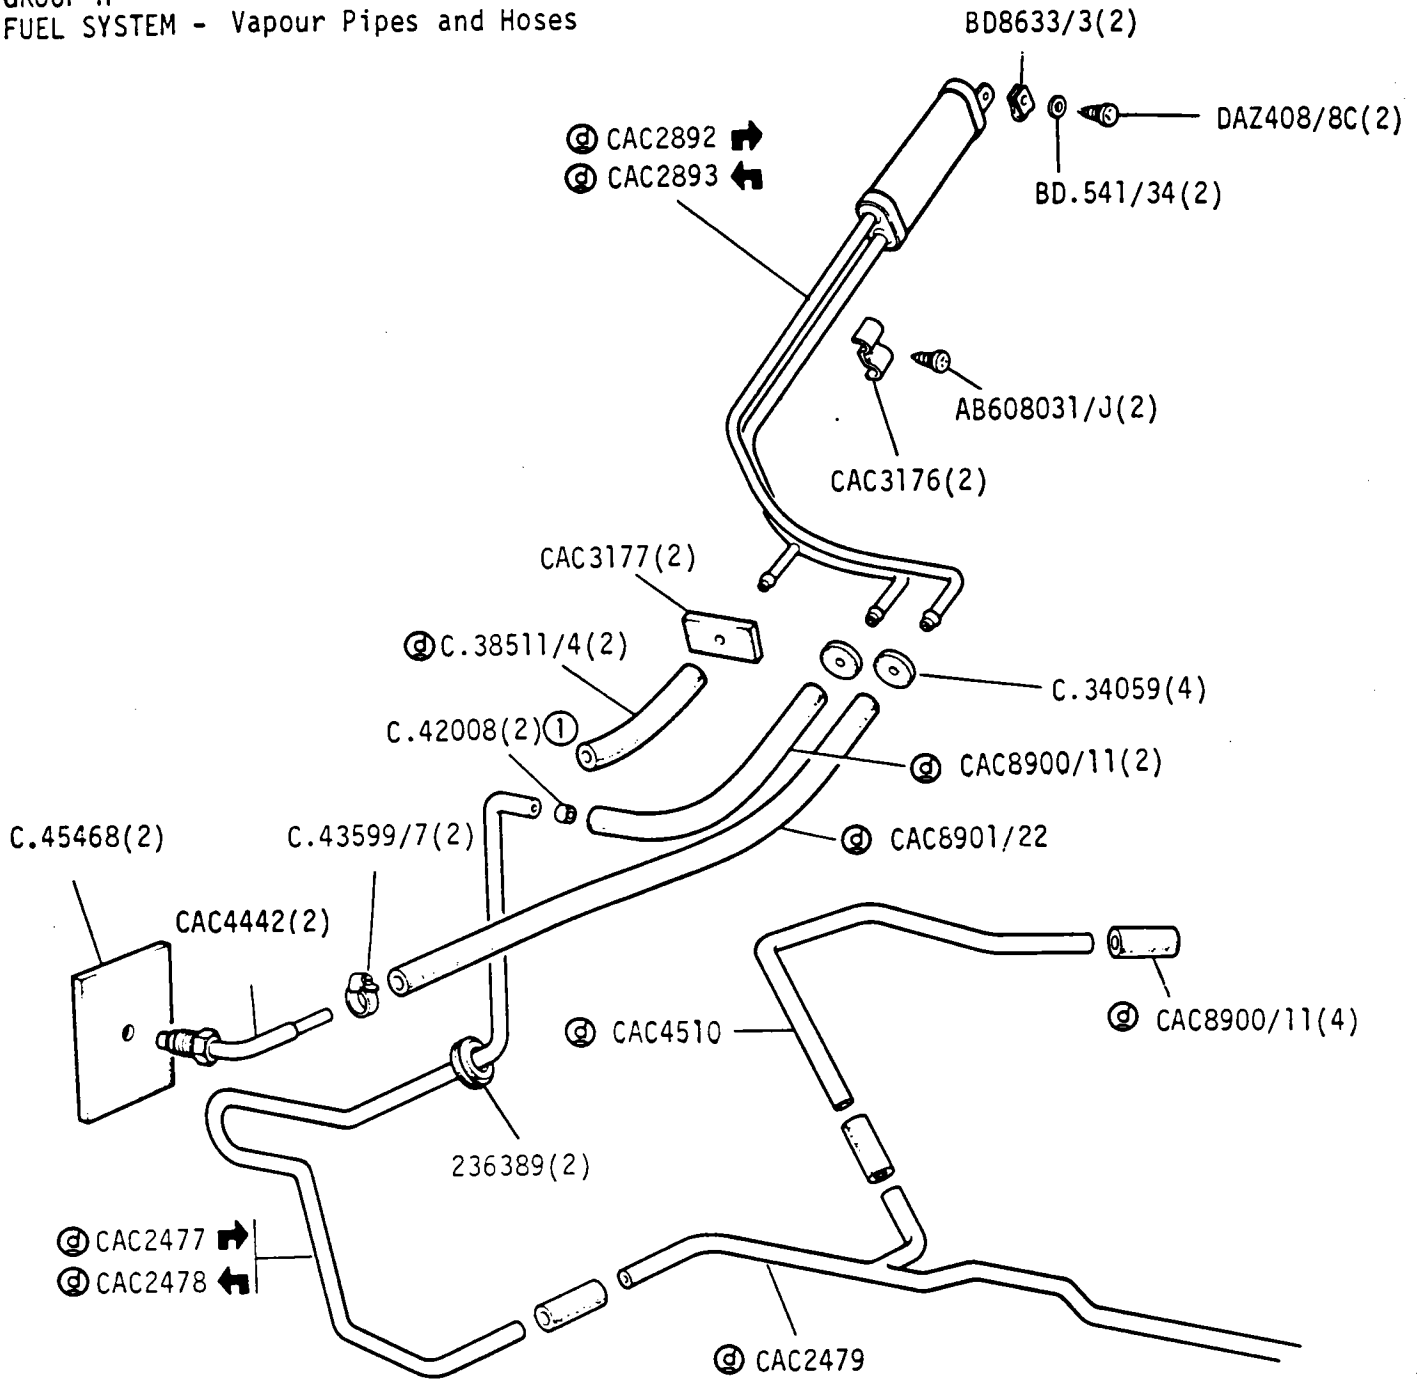 FUEL SYSTEM - Vapour Pipes and Hoses
BD8633/3(2)
DAZ408/8C(2)
BD.541/34(2)
d CAC2892
d CAC2893
AB608031/J(2)
CAC3176(2)
CAC3177(2)
d C.38511/4(2)
C.34059(4)
C.42008(2) 1
d CAC8900/11(2)
C.45468(2)
C.43599/7(2)
d CAC8901/22
CAC4442(2)
d CAC4510
d CAC8900/11(4)
236389(2)
d CAC2477
d CAC2478
d CAC2479